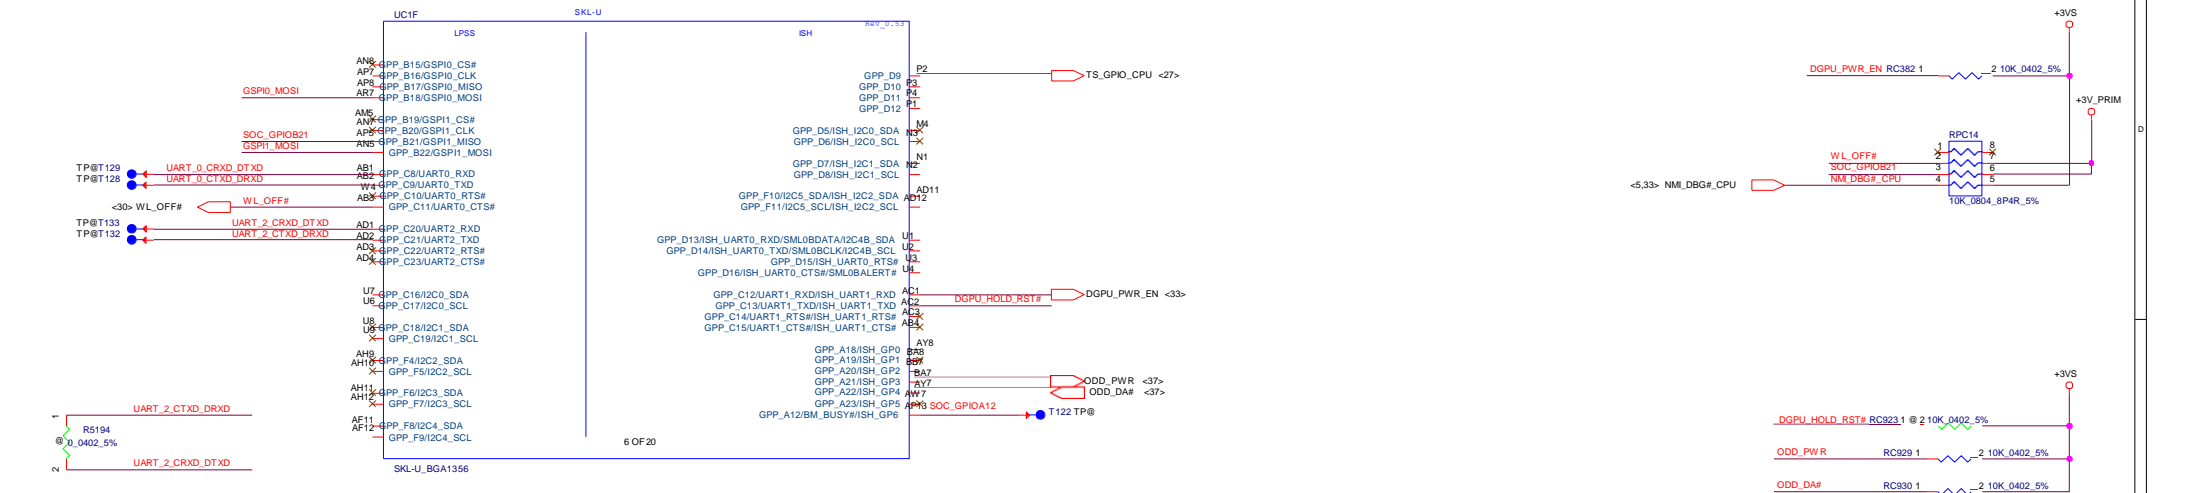 UC1F
SKL-U
Rev_0.53
LPSS
ISH
AN8 GPP_B15/GSPI0_CS#
AP7 GPP_B16/GSPI0_CLK
AP8 GPP_B17/GSPI0_MISO
GSPI0_MOSI AR7 GPP_B18/GSPI0_MOSI
AM5 GPP_B19/GSPI1_CS#
AN7 GPP_B20/GSPI1_CLK
SOC_GPIOB21 AP5 GPP_B21/GSPI1_MISO
GSPI1_MOSI AN5 GPP_B22/GSPI1_MOSI
TP@T129 UART_0_CRXD_DTXD AB1 GPP_C8/UART0_RXD
TP@T128 UART_0_CTXD_DRXD AB2 GPP_C9/UART0_TXD
W4 GPP_C10/UART0_RTS#
<30> WL_OFF# WL_OFF# AB3 GPP_C11/UART0_CTS#
TP@T133 UART_2_CRXD_DTXD AD1 GPP_C20/UART2_RXD
TP@T132 UART_2_CTXD_DRXD AD2 GPP_C21/UART2_TXD
AD3 GPP_C22/UART2_RTS#
AD4 GPP_C23/UART2_CTS#
U7 GPP_C16/I2C0_SDA
U6 GPP_C17/I2C0_SCL
U8 GPP_C18/I2C1_SDA
U9 GPP_C19/I2C1_SCL
AH9 GPP_F4/I2C2_SDA
AH10 GPP_F5/I2C2_SCL
AH11 GPP_F6/I2C3_SDA
AH12 GPP_F7/I2C3_SCL
AF11 GPP_F8/I2C4_SDA
AF12 GPP_F9/I2C4_SCL
GPP_D9 P2 TS_GPIO_CPU <27>
GPP_D10 P3
GPP_D11 P4
GPP_D12 P1
GPP_D5/ISH_I2C0_SDA M4
GPP_D6/ISH_I2C0_SCL N3
GPP_D7/ISH_I2C1_SDA N1
GPP_D8/ISH_I2C1_SCL N2
GPP_F10/I2C5_SDA/ISH_I2C2_SDA AD11
GPP_F11/I2C5_SCL/ISH_I2C2_SCL AD12
GPP_D13/ISH_UART0_RXD/SML0BDATA/I2C4B_SDA U1
GPP_D14/ISH_UART0_TXD/SML0BCLK/I2C4B_SCL U2
GPP_D15/ISH_UART0_RTS# U3
GPP_D16/ISH_UART0_CTS#/SML0BALERT# U4
GPP_C12/UART1_RXD/ISH_UART1_RXD AC1 DGPU_PWR_EN <33>
GPP_C13/UART1_TXD/ISH_UART1_TXD AC2 DGPU_HOLD_RST#
GPP_C14/UART1_RTS#/ISH_UART1_RTS# AC3
GPP_C15/UART1_CTS#/ISH_UART1_CTS# AB4
GPP_A18/ISH_GP0 AY8
GPP_A19/ISH_GP1 BA8
GPP_A20/ISH_GP2 BB7
GPP_A21/ISH_GP3 BA7 ODD_PWR <37>
GPP_A22/ISH_GP4 AY7 ODD_DA# <37>
GPP_A23/ISH_GP5 AW7
GPP_A12/BM_BUSY#/ISH_GP6 AP13 SOC_GPIOA12 T122 TP@
6 OF 20
SKL-U_BGA1356
1 UART_2_CTXD_DRXD
R5194
@ 0_0402_5%
2 UART_2_CRXD_DTXD
+3VS
DGPU_PWR_EN RC382 1 2 10K_0402_5%
+3V_PRIM
D
RPC14
1 8
WL_OFF# 2 7
SOC_GPIOB21 3 6
<5,33> NMI_DBG#_CPU NMI_DBG#_CPU 4 5
10K_0804_8P4R_5%
+3VS
DGPU_HOLD_RST# RC923 1 @ 2 10K_0402_5%
ODD_PWR RC929 1 2 10K_0402_5%
ODD_DA# RC930 1 2 10K_0402_5%